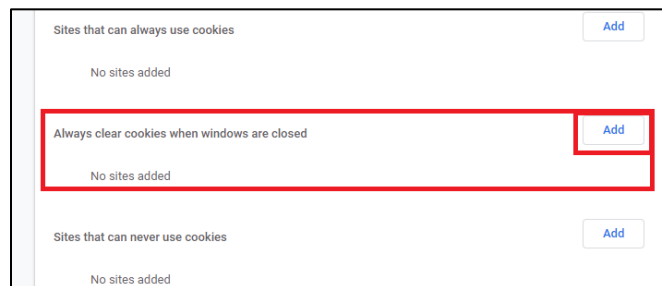 Sites that can always use cookies
Add
No sites added
Always clear cookies when windows are closed
Add
No sites added
Sites that can never use cookies
Add
No sites added